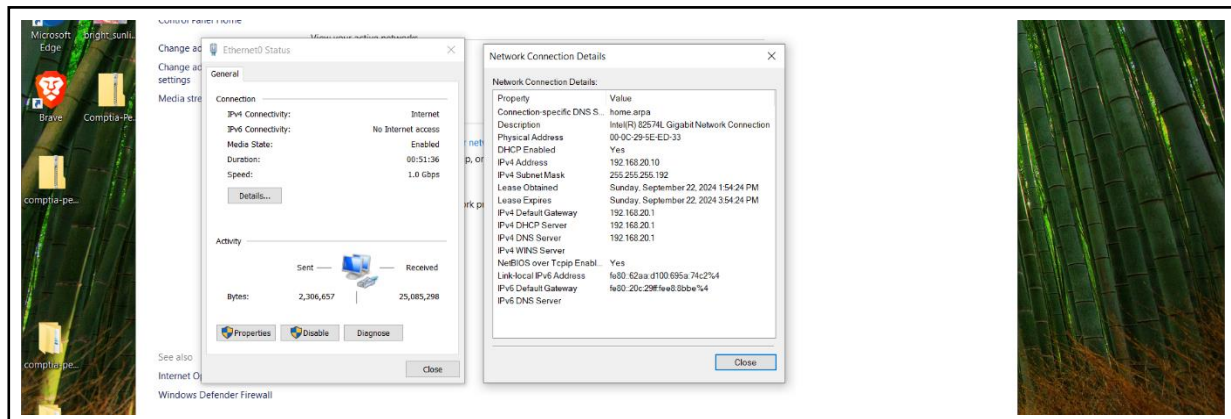 Control Panel Home
View your active networks
Microsoft Edge
bright_sunli...
Brave
Comptia-Pe...
comptia-pe...
comptia-pe...
Change ad
Change ad
settings
Media stre
See also
Internet Op
Windows Defender Firewall
Ethernet0 Status
General
Connection
IPv4 Connectivity: Internet
IPv6 Connectivity: No Internet access
Media State: Enabled
Duration: 00:51:36
Speed: 1.0 Gbps
Details...
Activity
Sent Received
Bytes: 2,306,657 25,085,298
Properties Disable Diagnose
Close
Network Connection Details
Network Connection Details:
Property Value
Connection-specific DNS S... home.arpa
Description Intel(R) 82574L Gigabit Network Connection
Physical Address 00-0C-29-5E-ED-33
DHCP Enabled Yes
IPv4 Address 192.168.20.10
IPv4 Subnet Mask 255.255.255.192
Lease Obtained Sunday, September 22, 2024 1:54:24 PM
Lease Expires Sunday, September 22, 2024 3:54:24 PM
IPv4 Default Gateway 192.168.20.1
IPv4 DHCP Server 192.168.20.1
IPv4 DNS Server 192.168.20.1
IPv4 WINS Server
NetBIOS over Tcpip Enabl... Yes
Link-local IPv6 Address fe80::62aa:d100:695a:74c2%4
IPv6 Default Gateway fe80::20c:29ff:fee8:8bbe%4
IPv6 DNS Server
Close